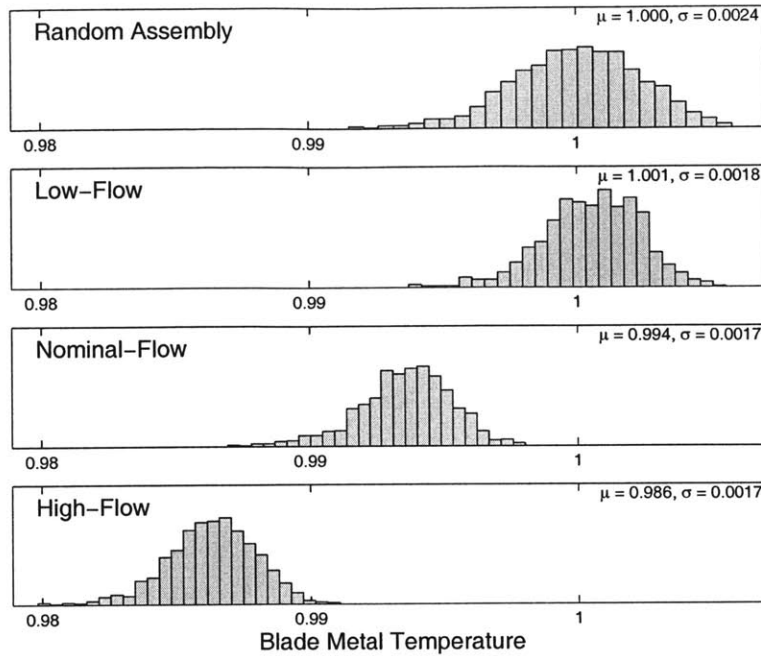 Random Assembly
μ = 1.000, σ = 0.0024
0.98 0.99 1
Low-Flow
μ = 1.001, σ = 0.0018
0.98 0.99 1
Nominal-Flow
μ = 0.994, σ = 0.0017
0.98 0.99 1
High-Flow
μ = 0.986, σ = 0.0017
0.98 0.99 1
Blade Metal Temperature